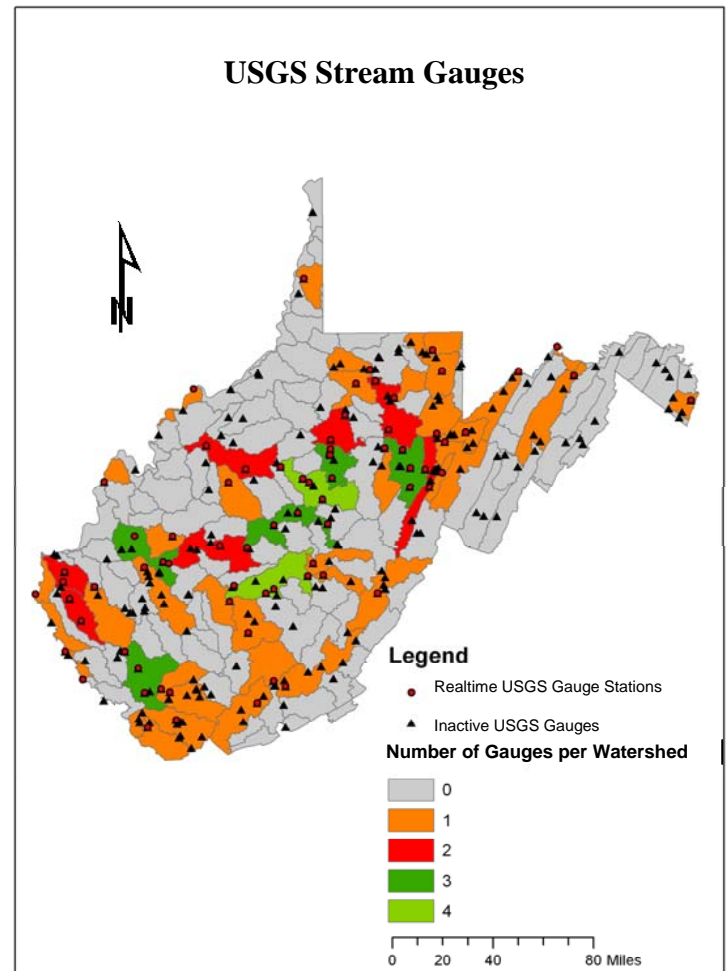 USGS Stream Gauges
N
Legend
Realtime USGS Gauge Stations
Inactive USGS Gauges
Number of Gauges per Watershed
0
1
2
3
4
0 20 40 80 Miles